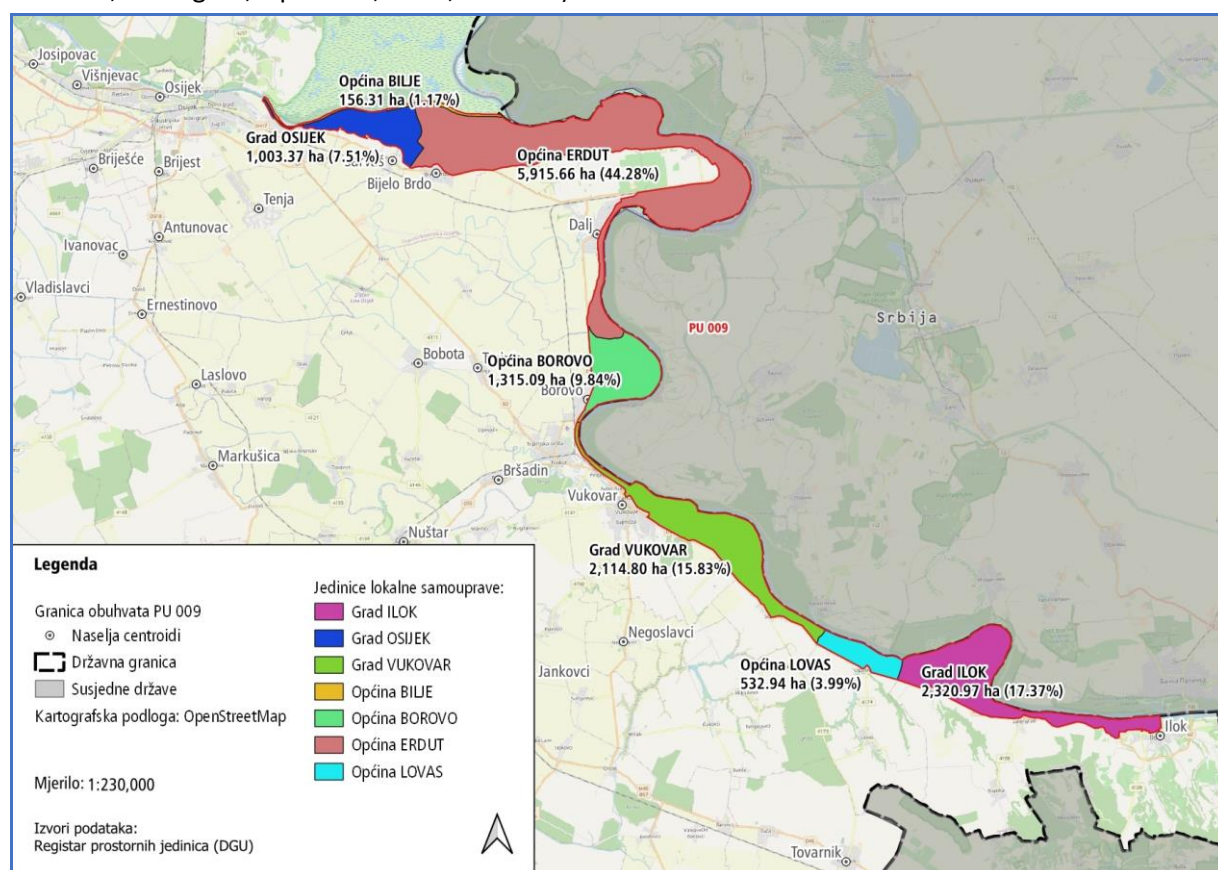 Josipovac
Višnjevac
Osijek
Općina BILJE
156.31 ha (1.17%)
Grad OSIJEK
1,003.37 ha (7.51%)
Općina ERDUT
5,915.66 ha (44.28%)
Briješće
Brijest
Bijelo Brdo
Tenja
Dalj
Antunovac
Ivanovac
Vladislavci
Ernestinovo
PU 009
Srbija
Bobota
Općina BOROVO
1,315.09 ha (9.84%)
Laslovo
Borovo
Markušica
Bršadin
Vukovar
Nuštar
Grad VUKOVAR
2,114.80 ha (15.83%)
Negoslavci
Jankovci
Općina LOVAS
532.94 ha (3.99%)
Grad ILOK
2,320.97 ha (17.37%)
Ilok
Tovarnik
Legenda
Granica obuhvata PU 009
Naselja centroidi
Državna granica
Susjedne države
Kartografska podloga: OpenStreetMap
Mjerilo: 1:230,000
Izvori podataka:
Registar prostornih jedinica (DGU)
Jedinice lokalne samouprave:
Grad ILOK
Grad OSIJEK
Grad VUKOVAR
Općina BILJE
Općina BOROVO
Općina ERDUT
Općina LOVAS